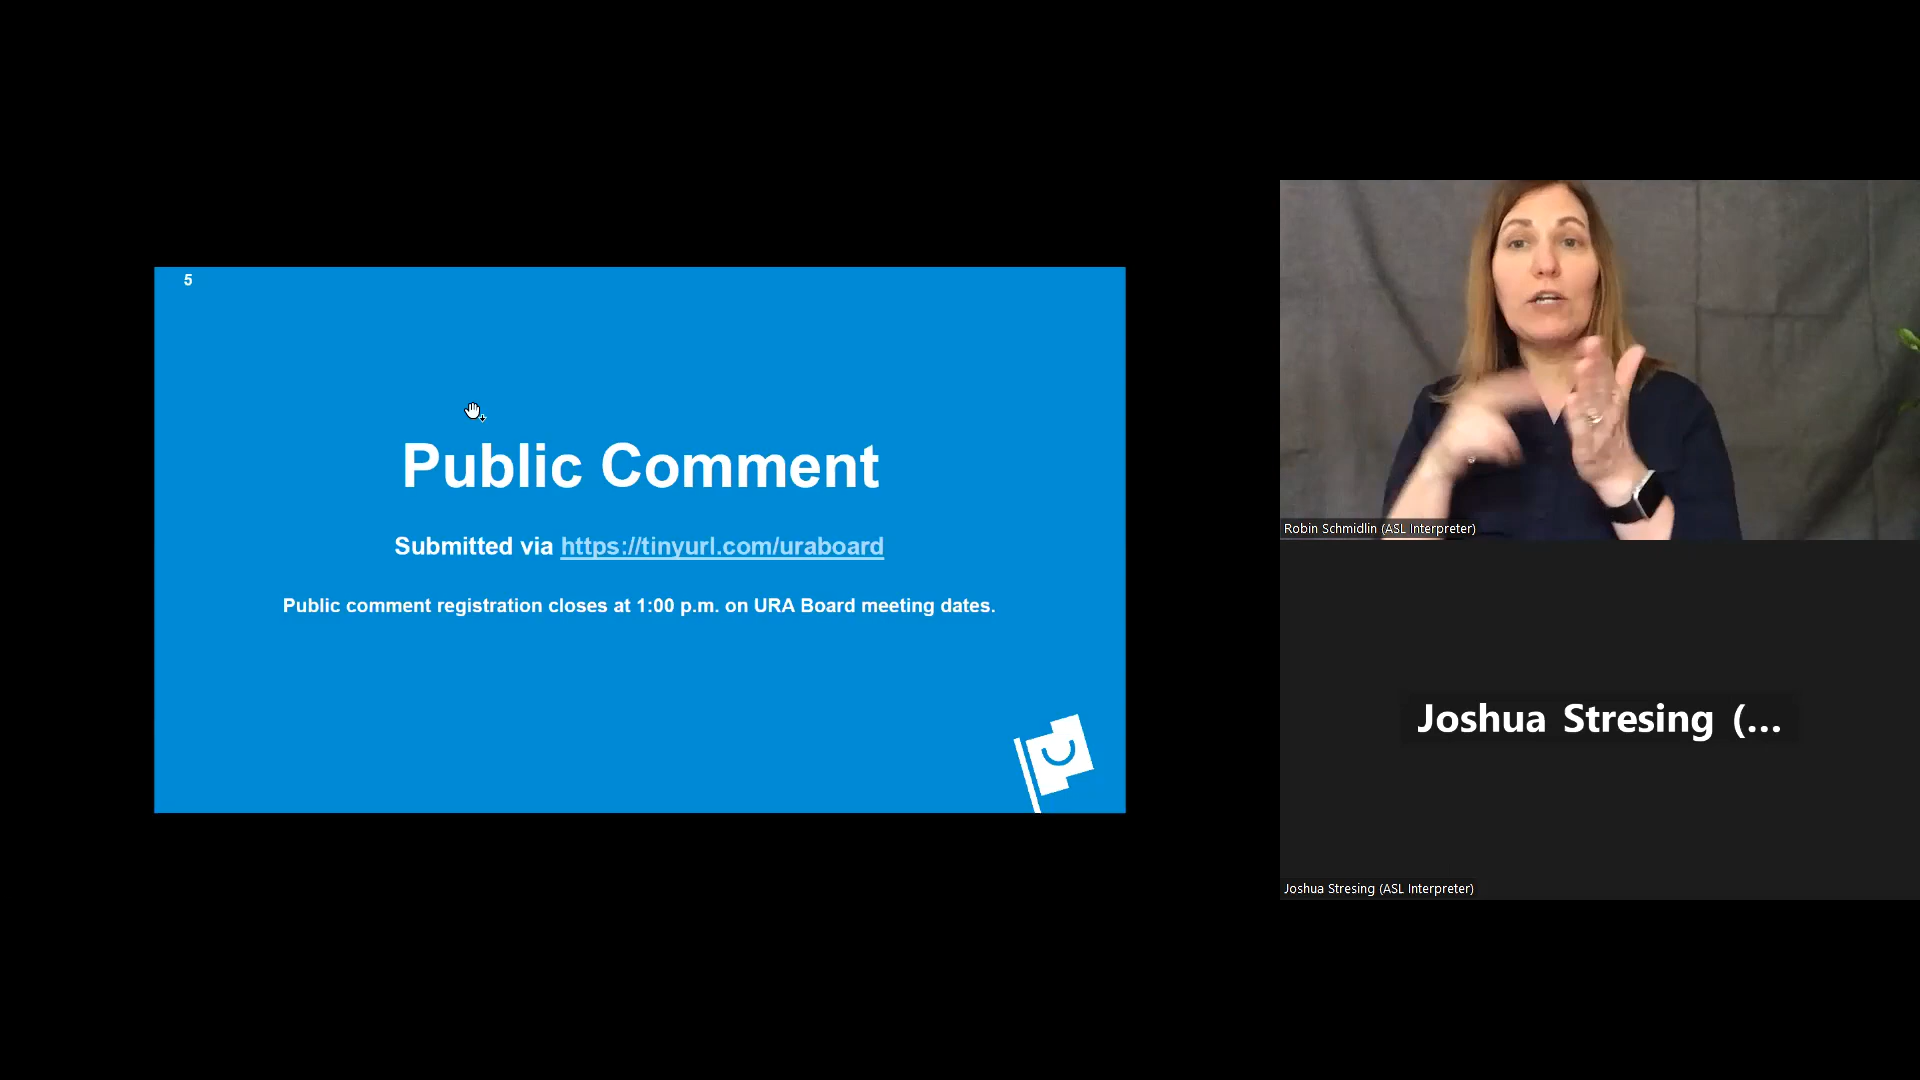 5
Public Comment
Submitted via https://tinyurl.com/uraboard
Public comment registration closes at 1:00 p.m. on URA Board meeting dates.
Robin Schmidlin (ASL Interpreter)
Joshua Stresing (...
Joshua Stresing (ASL Interpreter)